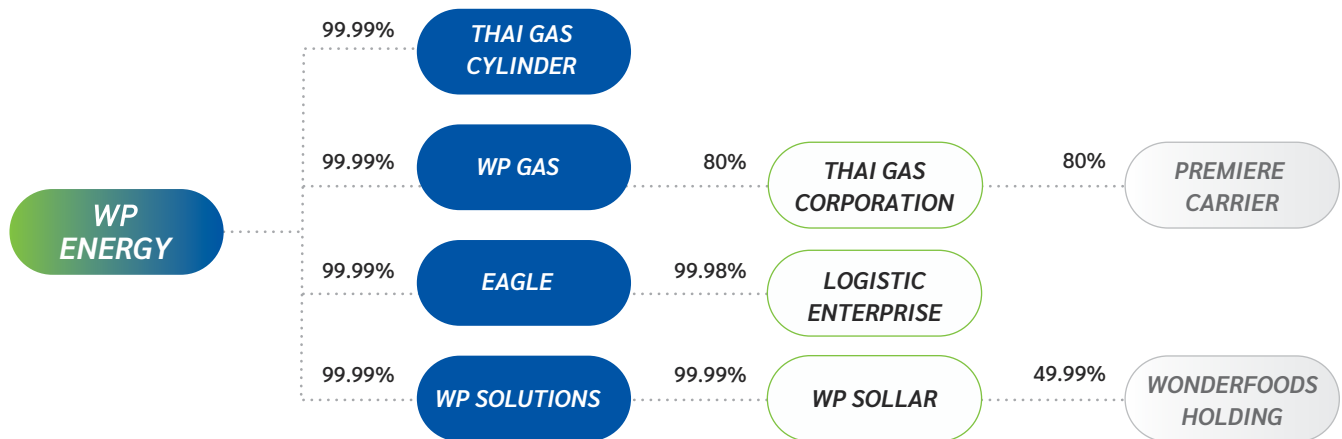 99.99%
THAI GAS
CYLINDER
99.99%
WP GAS
80%
THAI GAS
CORPORATION
80%
PREMIERE
CARRIER
WP
ENERGY
99.99%
EAGLE
99.98%
LOGISTIC
ENTERPRISE
99.99%
WP SOLUTIONS
99.99%
WP SOLLAR
49.99%
WONDERFOODS
HOLDING